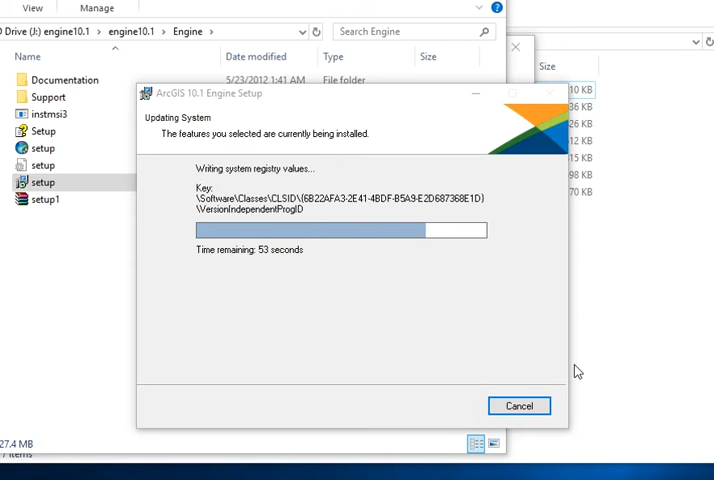 View Manage
Drive (J:) engine10.1 engine10.1 Engine Search Engine
Name Date modified Type Size
Size
Documentation 5/23/2012 1:41 AM File folder
Support
instmsi3
Setup
setup
setup
setup
setup1
10 KB
36 KB
26 KB
12 KB
15 KB
98 KB
70 KB
ArcGIS 10.1 Engine Setup
Updating System
The features you selected are currently being installed.
Writing system registry values...
Key:
\Software\Classes\CLSID\{6B22AFA3-2E41-4BDF-B5A9-E2D687368E1D}
\VersionIndependentProgID
Time remaining: 53 seconds
Cancel
27.4 MB